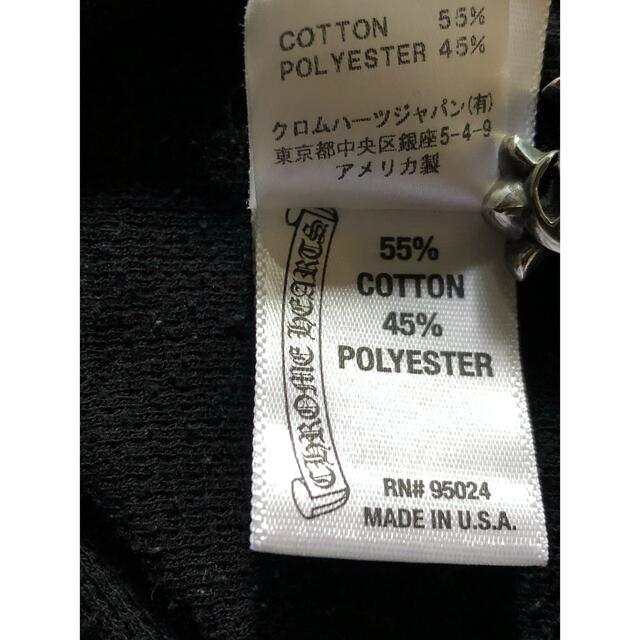 COTTON 55%
POLYESTER 45%
クロムハーツジャパン(有)
東京都中央区銀座5-4-9
アメリカ製
CHROME HEARTS
55%
COTTON
45%
POLYESTER
RN# 95024
MADE IN U.S.A.